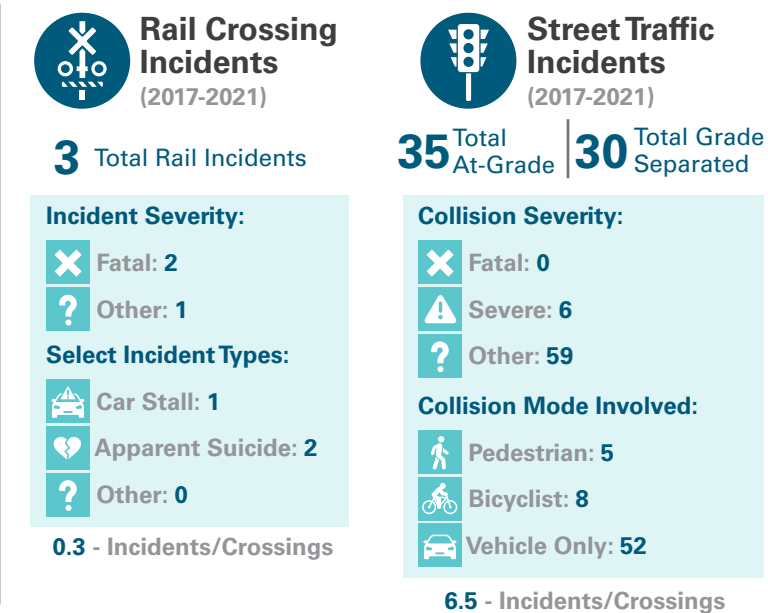 Rail Crossing
Incidents
(2017-2021)
3 Total Rail Incidents
Incident Severity:
Fatal: 2
? Other: 1
Select Incident Types:
Car Stall: 1
Apparent Suicide: 2
? Other: 0
0.3 - Incidents/Crossings
Street Traffic
Incidents
(2017-2021)
35 Total At-Grade
30 Total Grade Separated
Collision Severity:
Fatal: 0
Severe: 6
? Other: 59
Collision Mode Involved:
Pedestrian: 5
Bicyclist: 8
Vehicle Only: 52
6.5 - Incidents/Crossings